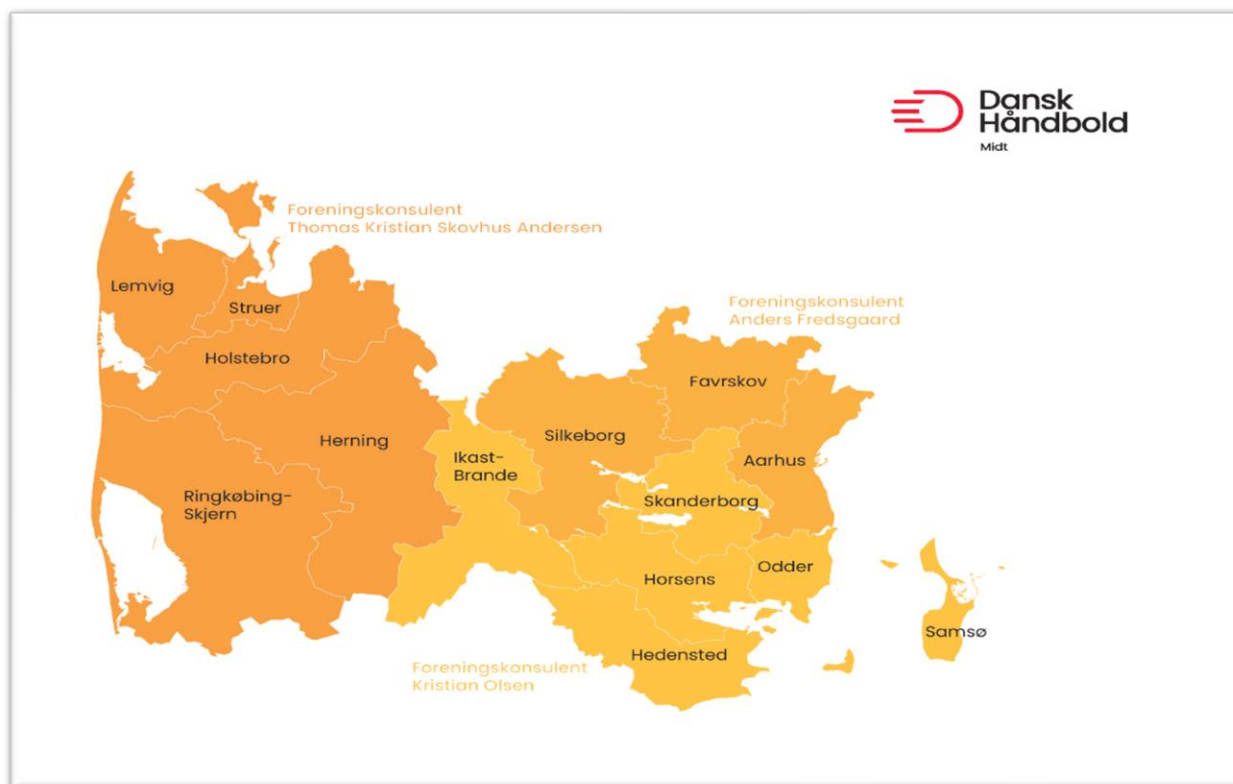 Dansk
Håndbold
Midt
Foreningskonsulent
Thomas Kristian Skovhus Andersen
Lemvig
Struer
Foreningskonsulent
Anders Fredsgaard
Holstebro
Favrskov
Herning
Silkeborg
Ikast-
Brande
Aarhus
Ringkøbing-
Skjern
Skanderborg
Horsens
Odder
Samsø
Hedensted
Foreningskonsulent
Kristian Olsen